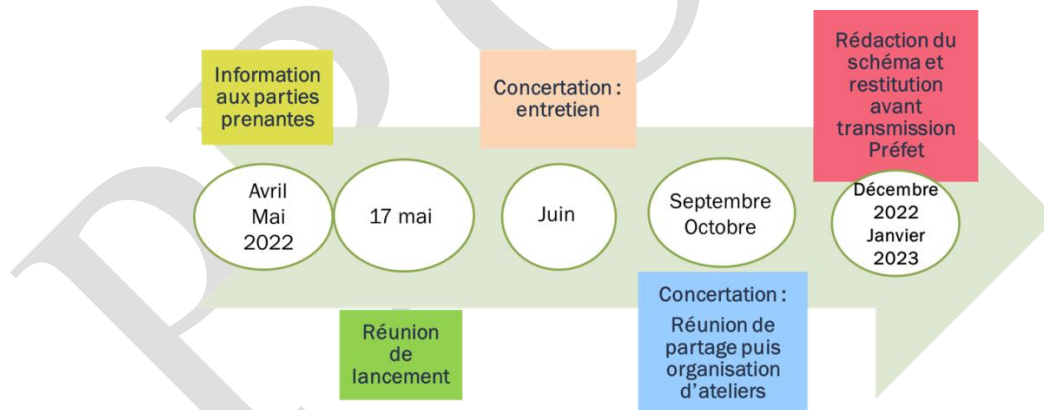 Information
aux parties
prenantes
Concertation :
entretien
Rédaction du
schéma et
restitution
avant
transmission
Préfet
Avril
Mai
2022
17 mai
Juin
Septembre
Octobre
Décembre
2022
Janvier
2023
Réunion
de
lancement
Concertation :
Réunion de
partage puis
organisation
d'ateliers